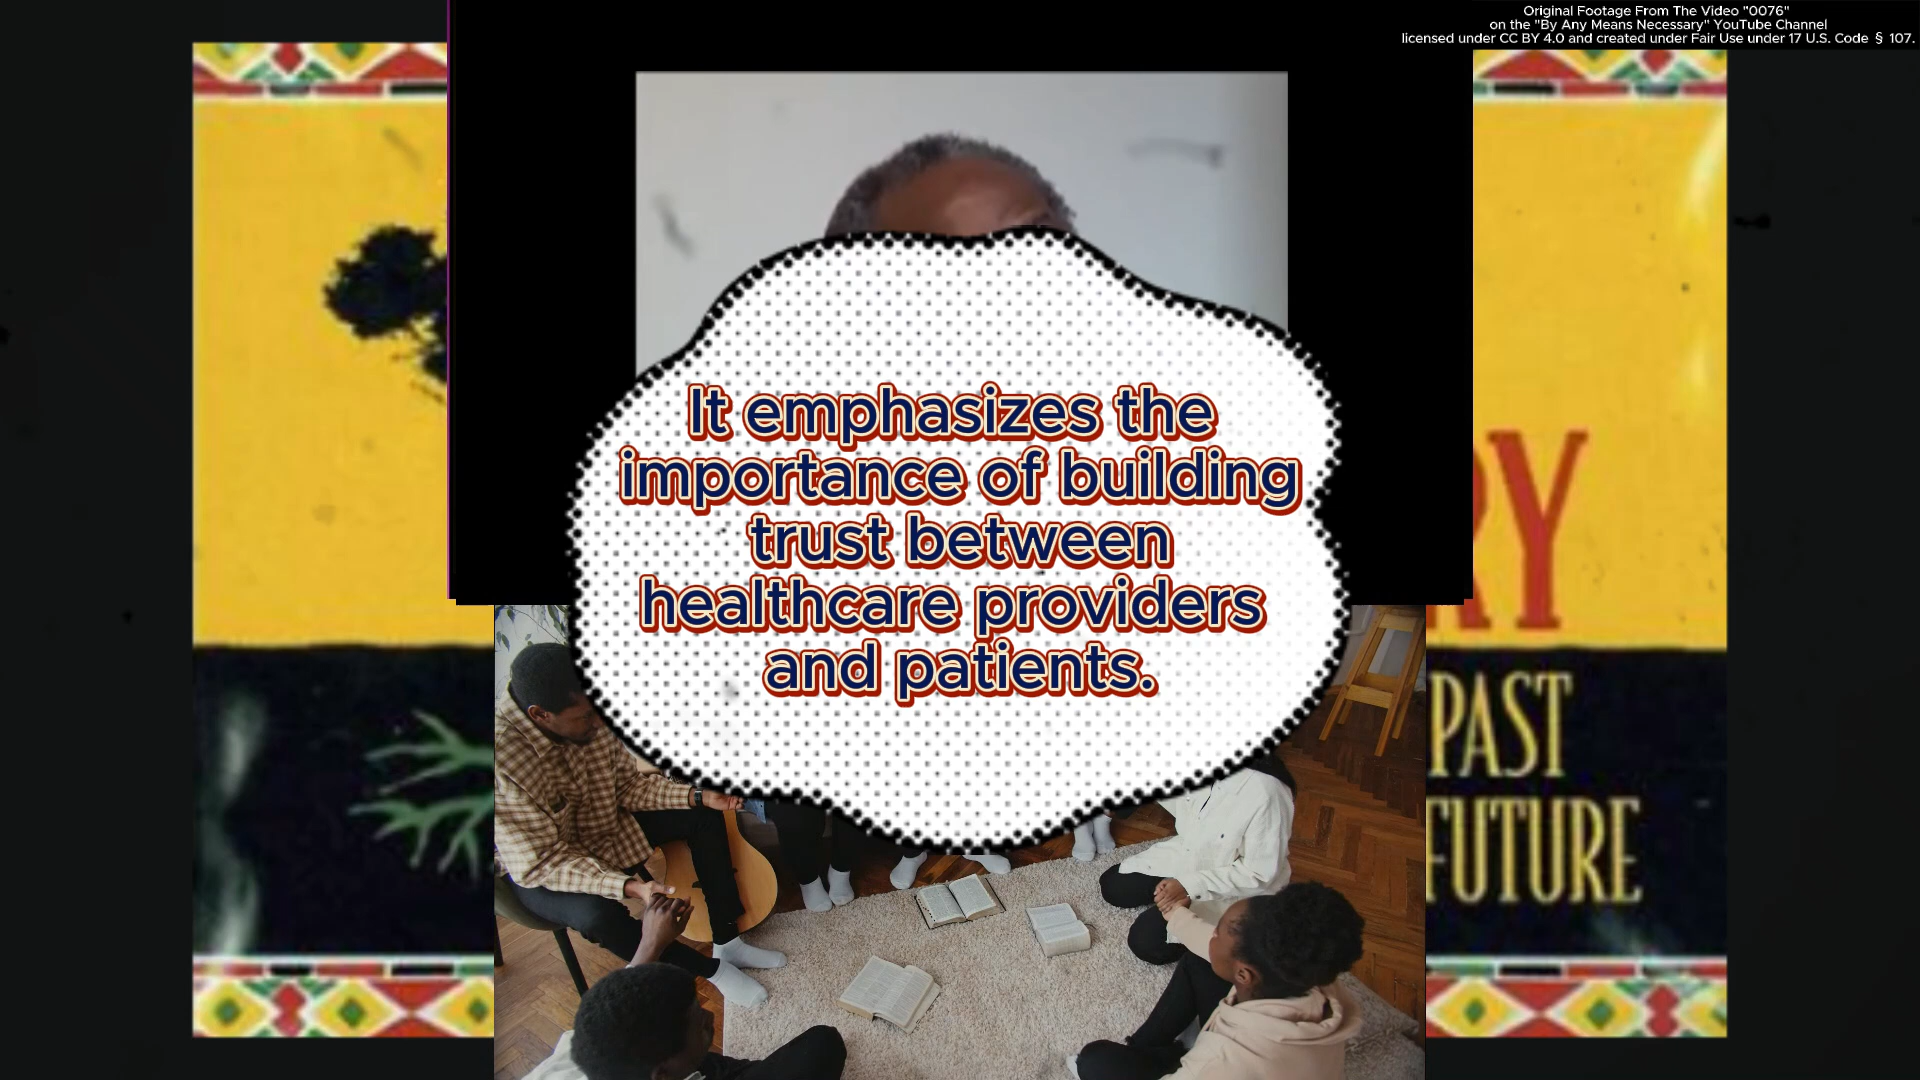 Original Footage From The Video "0076"
on the "By Any Means Necessary" YouTube Channel
licensed under CC BY 4.0 and created under Fair Use under 17 U.S. Code § 107.
It emphasizes the
importance of building
trust between
healthcare providers
and patients.
RY
PAST
FUTURE